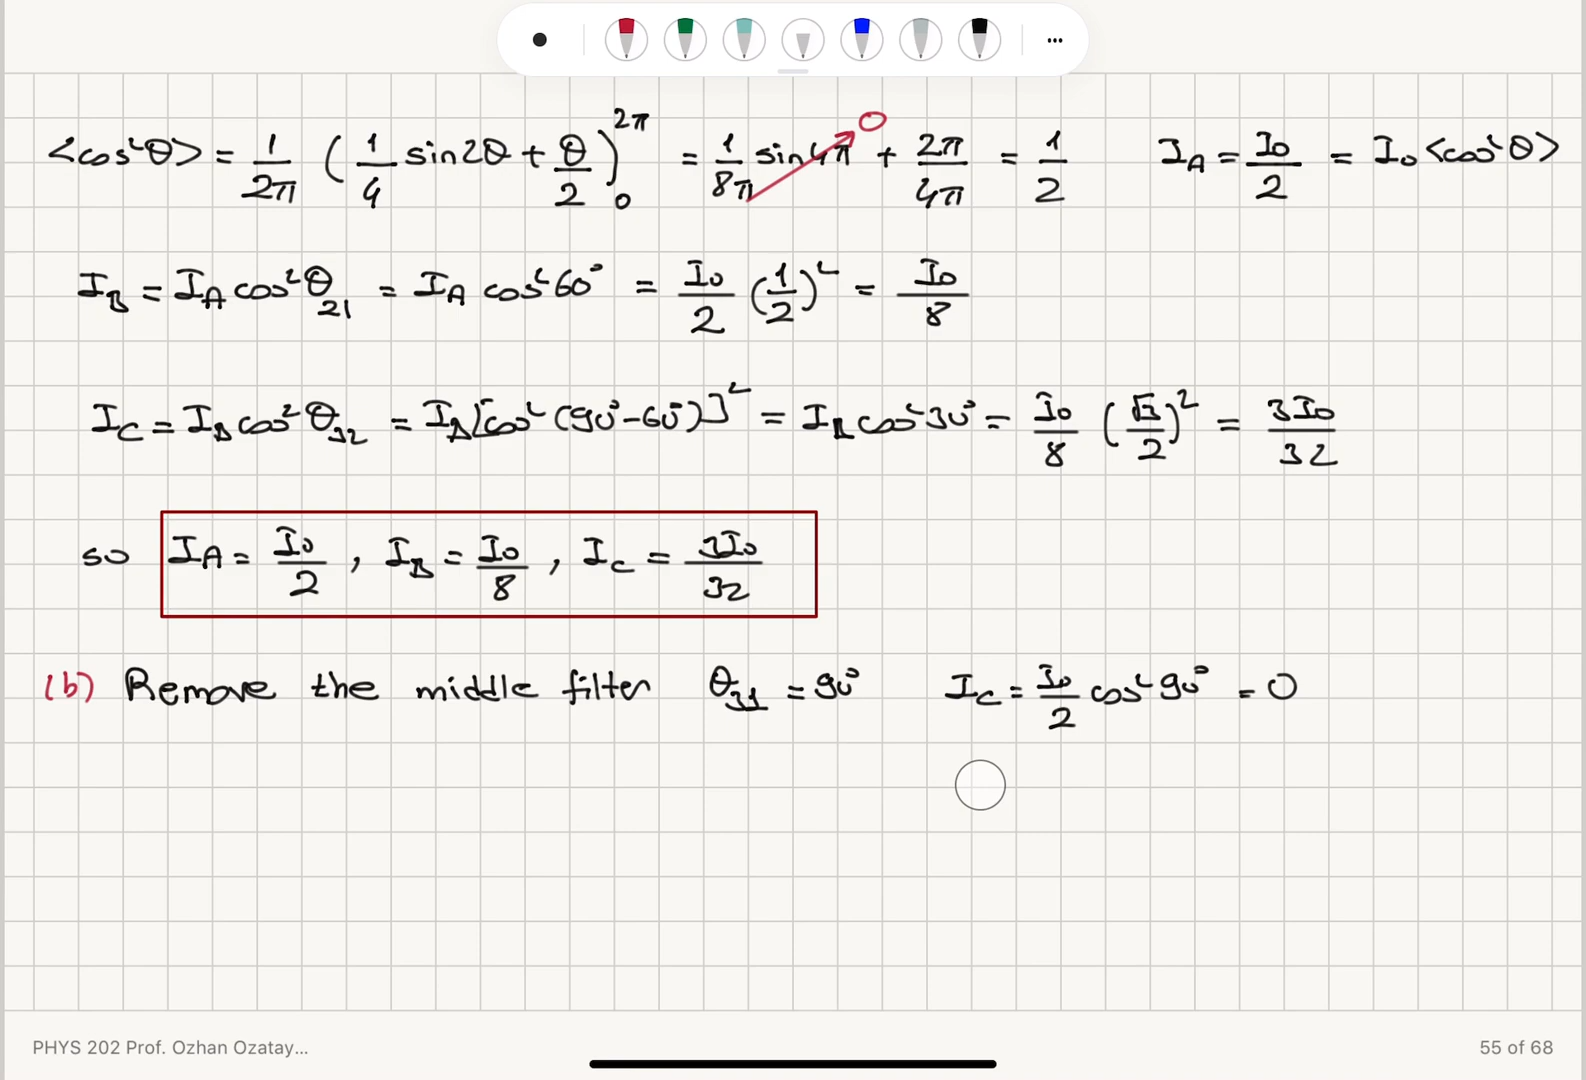 <cos²θ> = 1/2π (1/4 sin2θ + θ/2)₀^2π = 1/8π sin4π + 2π/4π = 1/2 I_A = I₀/2 = I₀<cos²θ>
0
I_B = I_A cos²θ₂₁ = I_A cos²60° = I₀/2 (1/2)² = I₀/8
I_C = I_B cos²θ₃₂ = I_B[cos²(90°-60°)]² = I_B cos²30° = I₀/8 (√3/2)² = 3I₀/32
so I_A = I₀/2 , I_B = I₀/8 , I_C = 3I₀/32
(b) Remove the middle filter θ₃₁ = 90° I_C = I₀/2 cos²90° = 0
PHYS 202 Prof. Ozhan Ozatay...
55 of 68